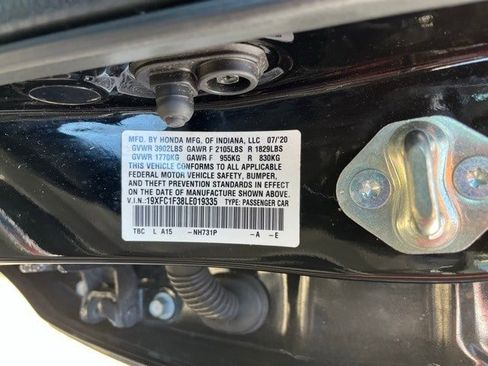 MFD. BY HONDA MFG. OF INDIANA, LLC 07/20
GVWR 3902LBS GAWR F 2105LBS R 1829LBS
GVWR 1770KG GAWR F 955KG R 830KG
THIS VEHICLE CONFORMS TO ALL APPLICABLE
FEDERAL MOTOR VEHICLE SAFETY, BUMPER,
AND THEFT PREVENTION STANDARDS IN EFFECT
ON THE DATE OF MANUFACTURE SHOWN ABOVE.
V.I.N.: 19XFC1F38LE019335 TYPE: PASSENGER CAR
TBC L A15 -NH731P -A -E